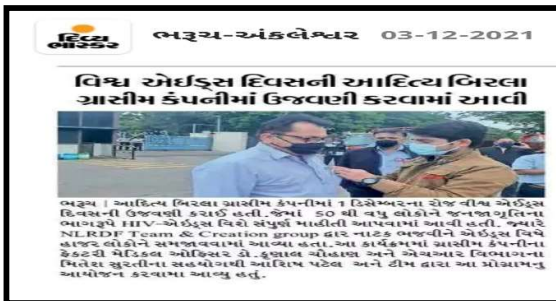 દિવ્ય ભાસ્કર
ભરૂચ-અંકલેશ્વર 03-12-2021
વિશ્વ એઈડ્સ દિવસની આદિત્ય બિરલા
ગ્રાસીમ કંપનીમાં ઉજવણી કરવામાં આવી
ભરૂચ | આદિત્ય બિરલા ગ્રાસીમ કંપનીમાં 1 ડિસેમ્બરના રોજ વીશ્વ એઈડ્સ
દિવસની ઉજવણી કરાઈ હતી. જેમાં 50 થી વધુ લોકોને જનજાગૃતિના
ભાગરૂપે HIV-એઈડ્સ વિશે સંપુર્ણ માહીતી આપવામાં આવી હતી. જ્યારે
NLRDF Team & Creation group દ્વારા નાટક ભજવીને એઈડ્સ વિષે
હાજર લોકોને સમજાવવામાં આવ્યા હતા. આ કાર્યક્રમમાં ગ્રાસીમ કંપનીના
ફેકટરી મેડિકલ ઓફિસર ડો. કૃણાલ ચૌહાણ અને એચઆર વિભાગના
મિતેશ સુરતીના સહયોગથી આશિષ પટેલ અને ટીમ દ્વારા આ પ્રોગ્રામનુ
આયોજન કરવામા આવ્યુ હતું.